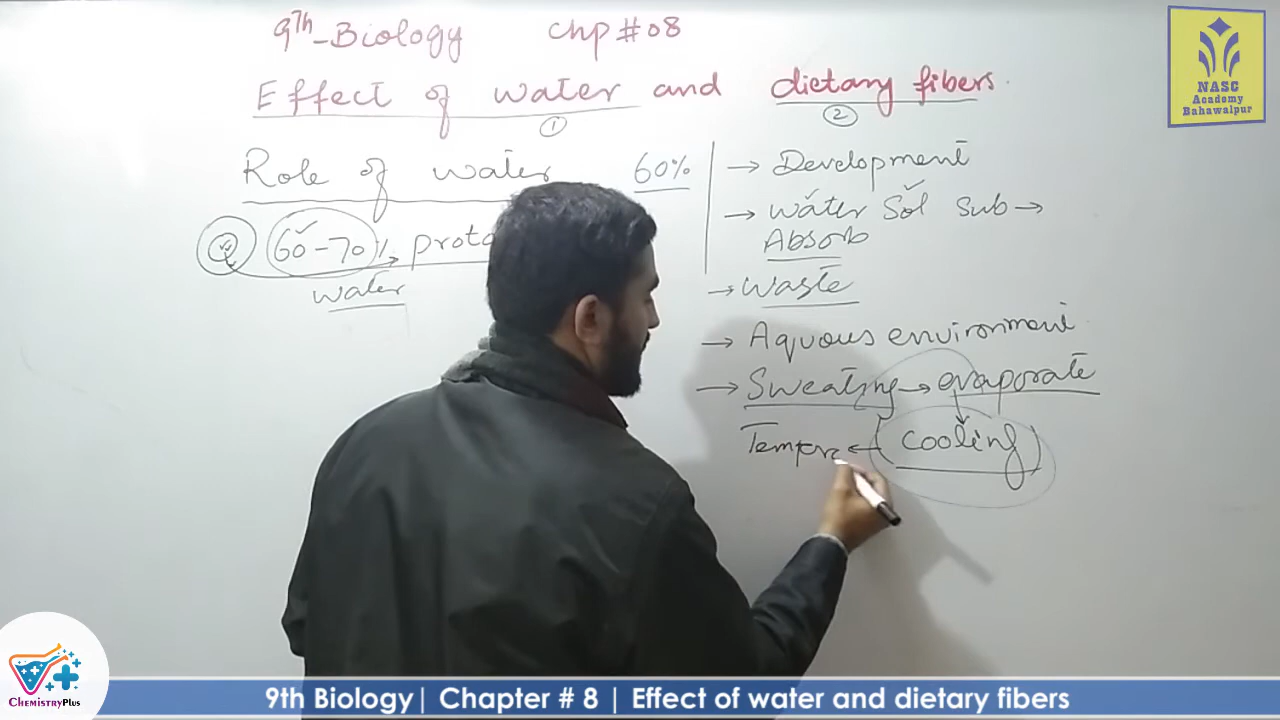 9th-Biology Chp # 08
Effect of water and dietary fibers
① ②
Role of water 60%
60-70%
water
→ Development
→ water Sol Sub →
Absorb
→ Waste
→ Aquous environment
→ Sweating → evaporate
← (cooling)
NASC
Academy
Bahawalpur
ChemistryPlus
9th Biology| Chapter # 8 | Effect of water and dietary fibers